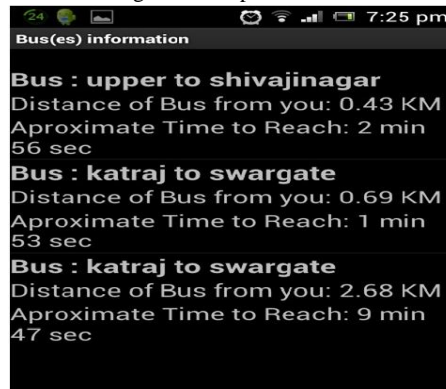 24 7:25 pm
Bus(es) information
Bus : upper to shivajinagar
Distance of Bus from you: 0.43 KM
Aproximate Time to Reach: 2 min
56 sec
Bus : katraj to swargate
Distance of Bus from you: 0.69 KM
Aproximate Time to Reach: 1 min
53 sec
Bus : katraj to swargate
Distance of Bus from you: 2.68 KM
Aproximate Time to Reach: 9 min
47 sec